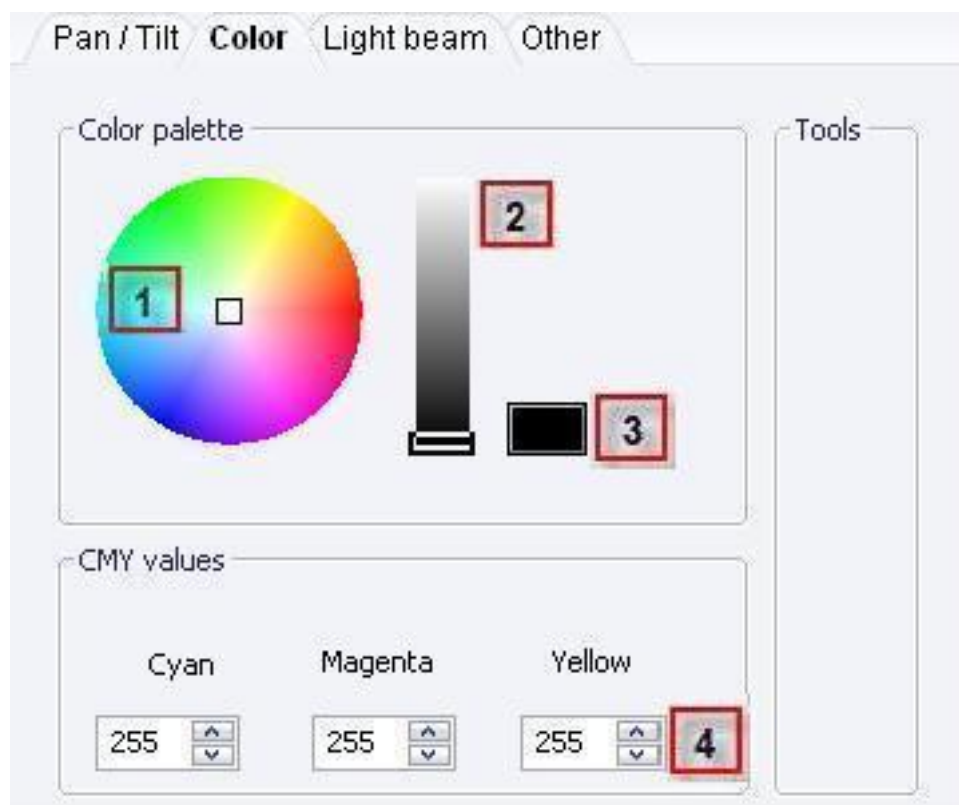 Pan / Tilt Color Light beam Other
Color palette Tools
2
1
3
CMY values
Cyan Magenta Yellow
255 255 255 4